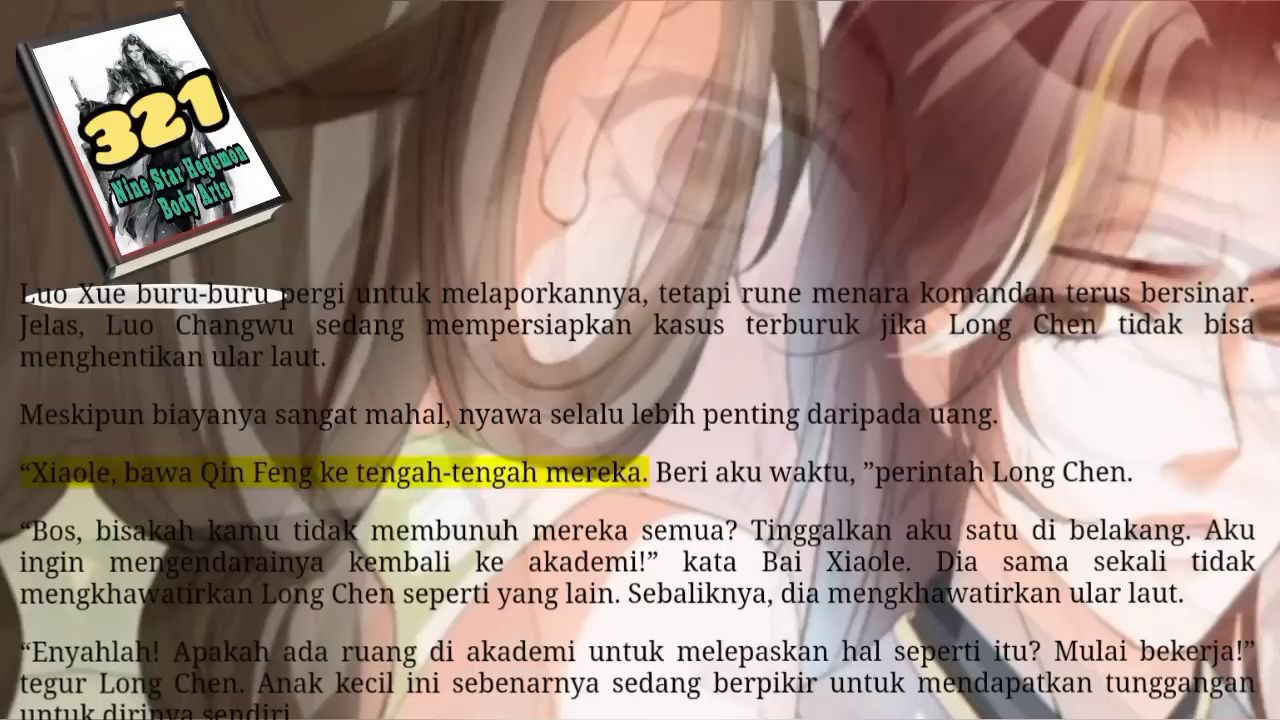 321
Nine Star Hegemon
Body Arts
Luo Xue buru-buru pergi untuk melaporkannya, tetapi rune menara komandan terus bersinar.
Jelas, Luo Changwu sedang mempersiapkan kasus terburuk jika Long Chen tidak bisa
menghentikan ular laut.
Meskipun biayanya sangat mahal, nyawa selalu lebih penting daripada uang.
“Xiaole, bawa Qin Feng ke tengah-tengah mereka. Beri aku waktu, ”perintah Long Chen.
“Bos, bisakah kamu tidak membunuh mereka semua? Tinggalkan aku satu di belakang. Aku
ingin mengendarainya kembali ke akademi!” kata Bai Xiaole. Dia sama sekali tidak
mengkhawatirkan Long Chen seperti yang lain. Sebaliknya, dia mengkhawatirkan ular laut.
“Enyahlah! Apakah ada ruang di akademi untuk melepaskan hal seperti itu? Mulai bekerja!”
tegur Long Chen. Anak kecil ini sebenarnya sedang berpikir untuk mendapatkan tunggangan
untuk dirinya sendiri.